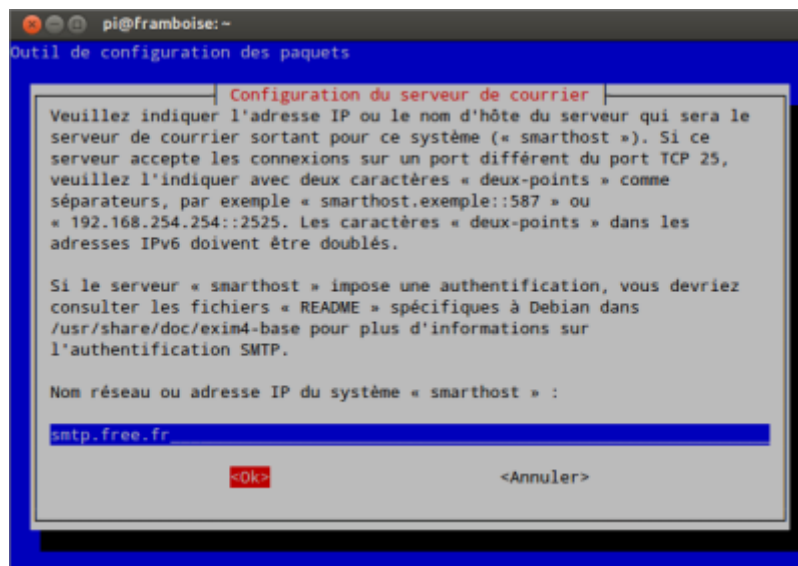 pi@framboise: ~
Outil de configuration des paquets
Configuration du serveur de courrier
Veuillez indiquer l'adresse IP ou le nom d'hôte du serveur qui sera le
serveur de courrier sortant pour ce système (« smarthost »). Si ce
serveur accepte les connexions sur un port différent du port TCP 25,
veuillez l'indiquer avec deux caractères « deux-points » comme
séparateurs, par exemple « smarthost.exemple::587 » ou
« 192.168.254.254::2525. Les caractères « deux-points » dans les
adresses IPv6 doivent être doublés.
Si le serveur « smarthost » impose une authentification, vous devriez
consulter les fichiers « README » spécifiques à Debian dans
/usr/share/doc/exim4-base pour plus d'informations sur
l'authentification SMTP.
Nom réseau ou adresse IP du système « smarthost » :
smtp.free.fr
<Ok> <Annuler>